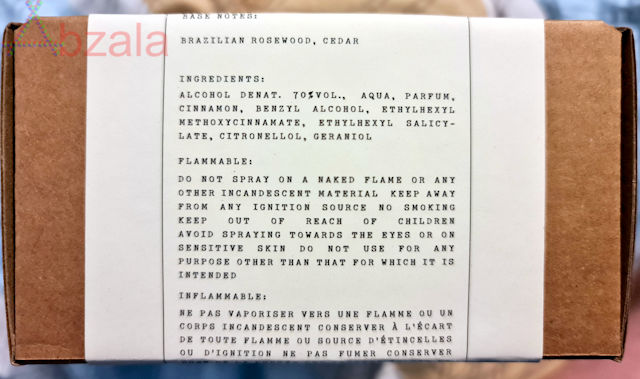 Abzala
BASE NOTES:
BRAZILIAN ROSEWOOD, CEDAR
INGREDIENTS:
ALCOHOL DENAT. 70%VOL., AQUA, PARFUM,
CINNAMON, BENZYL ALCOHOL, ETHYLHEXYL
METHOXYCINNAMATE, ETHYLHEXYL SALICY-
LATE, CITRONELLOL, GERANIOL
FLAMMABLE:
DO NOT SPRAY ON A NAKED FLAME OR ANY
OTHER INCANDESCENT MATERIAL KEEP AWAY
FROM ANY IGNITION SOURCE NO SMOKING
KEEP OUT OF REACH OF CHILDREN
AVOID SPRAYING TOWARDS THE EYES OR ON
SENSITIVE SKIN DO NOT USE FOR ANY
PURPOSE OTHER THAN THAT FOR WHICH IT IS
INTENDED
INFLAMMABLE:
NE PAS VAPORISER VERS UNE FLAMME OU UN
CORPS INCANDESCENT CONSERVER À L'ÉCART
DE TOUTE FLAMME OU SOURCE D'ÉTINCELLES
OU D'IGNITION NE PAS FUMER CONSERVER